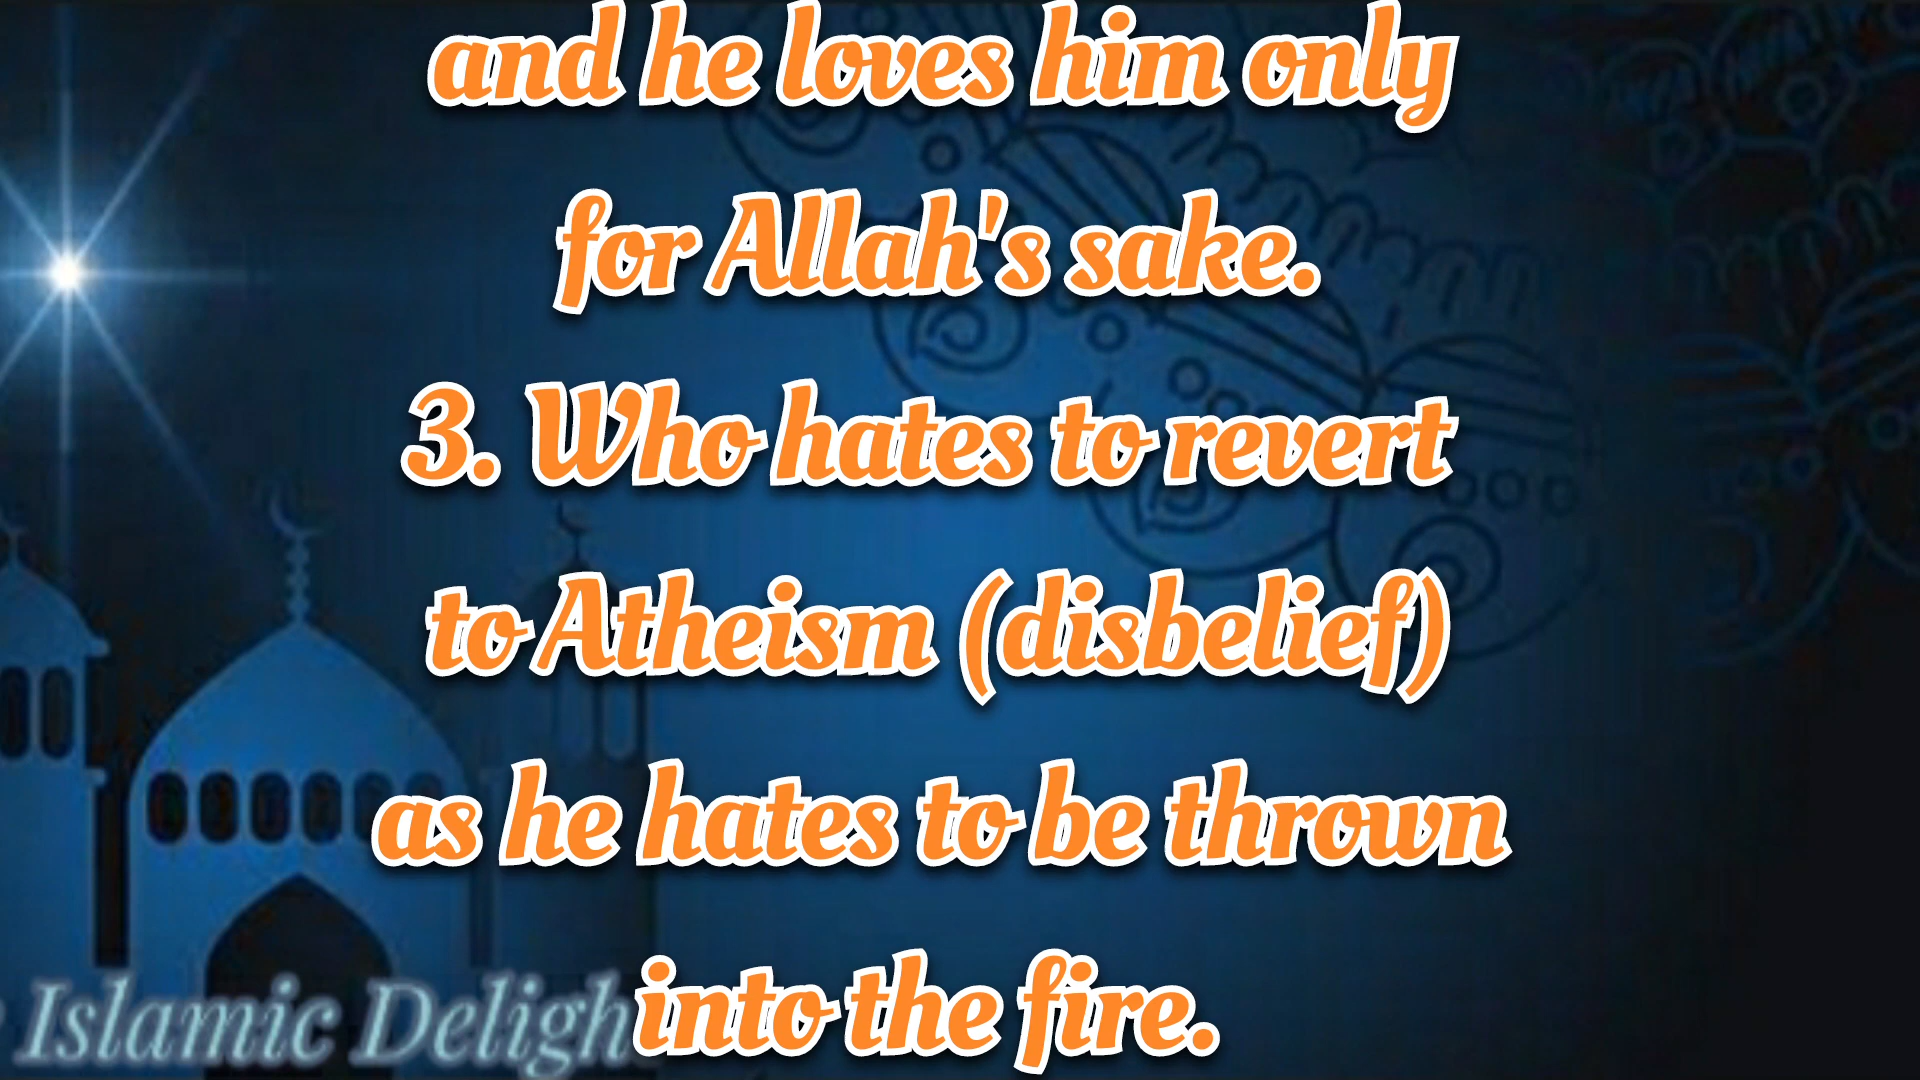 and he loves him only
for Allah's sake.
3. Who hates to revert
to Atheism (disbelief)
as he hates to be thrown
into the fire.
Islamic